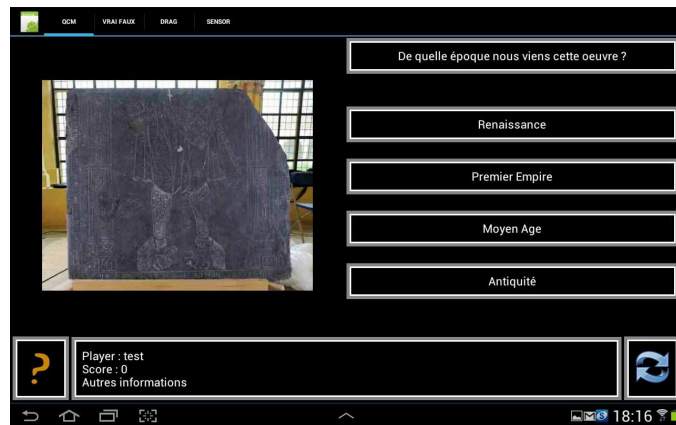 QCM VRAI FAUX DRAG SENSOR
De quelle époque nous viens cette oeuvre ?
Renaissance
Premier Empire
Moyen Age
Antiquité
?
Player : test
Score : 0
Autres informations
18:16